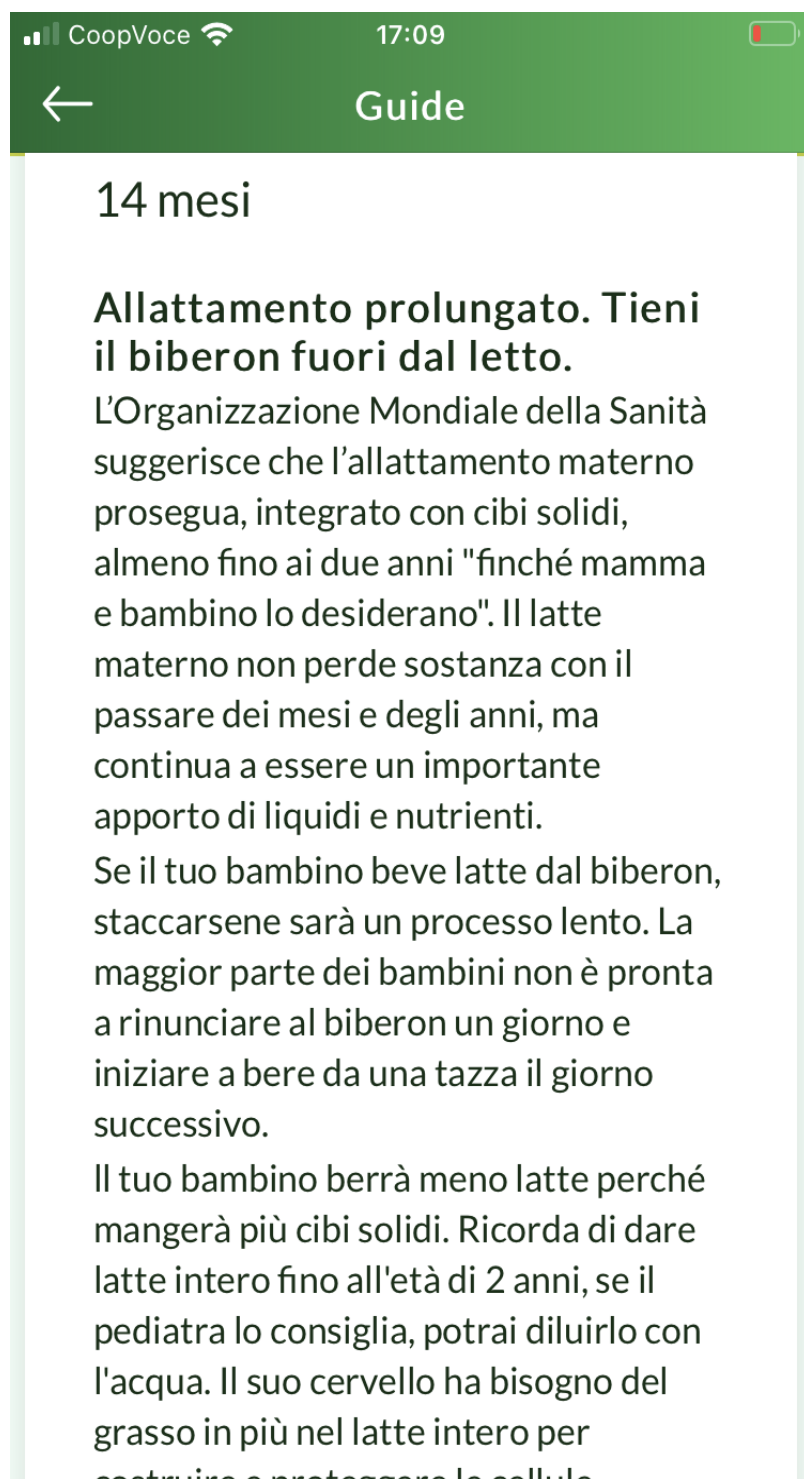 CoopVoce
17:09
Guide
14 mesi
Allattamento prolungato. Tieni
il biberon fuori dal letto.
L’Organizzazione Mondiale della Sanità
suggerisce che l’allattamento materno
prosegua, integrato con cibi solidi,
almeno fino ai due anni "finché mamma
e bambino lo desiderano". Il latte
materno non perde sostanza con il
passare dei mesi e degli anni, ma
continua a essere un importante
apporto di liquidi e nutrienti.
Se il tuo bambino beve latte dal biberon,
staccarsene sarà un processo lento. La
maggior parte dei bambini non è pronta
a rinunciare al biberon un giorno e
iniziare a bere da una tazza il giorno
successivo.
Il tuo bambino berrà meno latte perché
mangerà più cibi solidi. Ricorda di dare
latte intero fino all'età di 2 anni, se il
pediatra lo consiglia, potrai diluirlo con
l'acqua. Il suo cervello ha bisogno del
grasso in più nel latte intero per